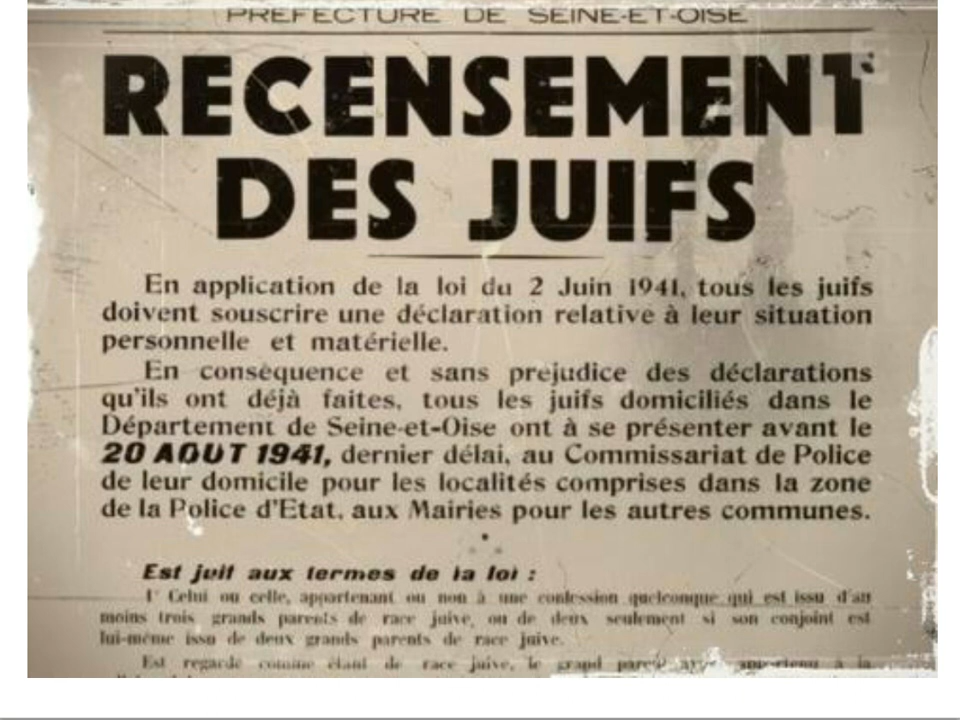 PRÉFECTURE DE SEINE-ET-OISE
RECENSEMENT
DES JUIFS
En application de la loi du 2 Juin 1941, tous les juifs
doivent souscrire une déclaration relative à leur situation
personnelle et matérielle.
En conséquence et sans prejudice des déclarations
qu'ils ont déjà faites, tous les juifs domiciliés dans le
Département de Seine-et-Oise ont à se présenter avant le
20 AOUT 1941, dernier délai, au Commissariat de Police
de leur domicile pour les localités comprises dans la zone
de la Police d'Etat, aux Mairies pour les autres communes.
Est juif aux termes de la loi :
1° Celui ou celle, appartenant ou non à une confession quelconque qui est issu d'au
moins trois grands parents de race juive, ou de deux seulement si son conjoint est
lui-même issu de deux grands parents de race juive.
Est regardé comme étant de race juive, le grand parent ayant appartenu à la